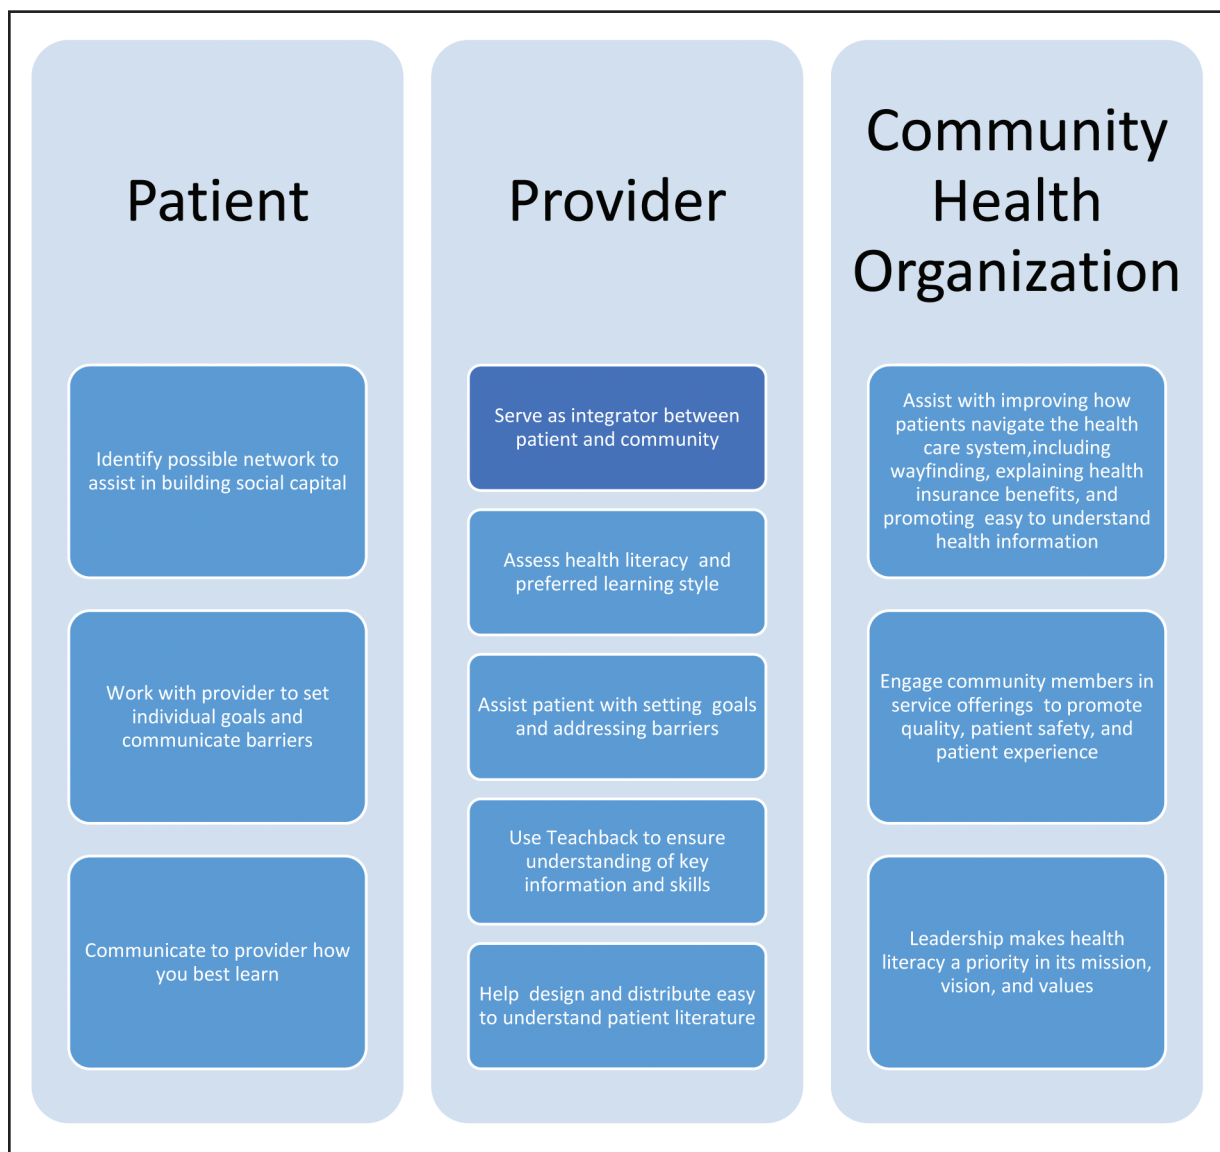 Patient
Identify possible network to
assist in building social capital
Work with provider to set
individual goals and
communicate barriers
Communicate to provider how
you best learn
Provider
Serve as integrator between
patient and community
Assess health literacy  and
preferred learning style
Assist patient with setting  goals
and addressing barriers
Use Teachback to ensure
understanding of key
information and skills
Help  design and distribute easy
to understand patient literature
Community
Health
Organization
Assist with improving how
patients navigate the health
care system,including
wayfinding, explaining health
insurance benefits, and
promoting  easy to understand
health information
Engage community members in
service offerings  to promote
quality, patient safety, and
patient experience
Leadership makes health
literacy a priority in its mission,
vision, and values